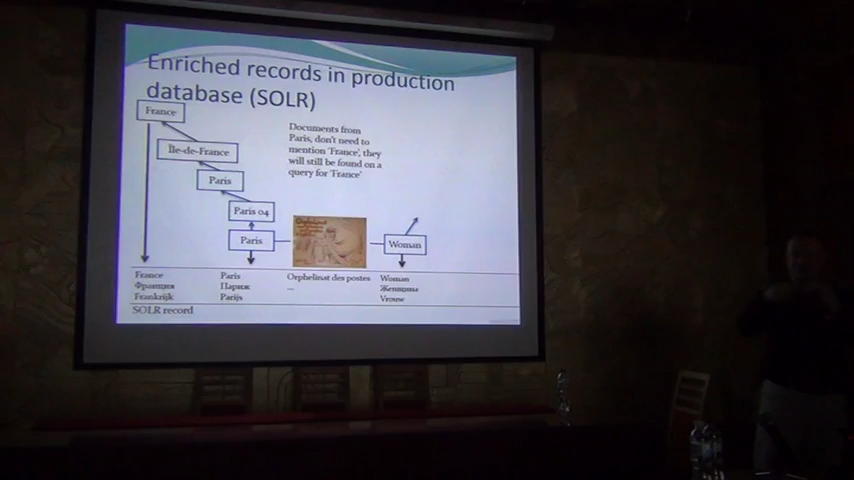 Enriched records in production
database (SOLR)
France
Île-de-France
Paris
Paris 04
Paris
Documents from
Paris, don't need to
mention 'France', they
will still be found on a
query for 'France'
Woman
France
Франция
Frankrijk
Paris
Париж
Parijs
Orphelinat des postes
...
Woman
Женщина
Vrouw
SOLR record